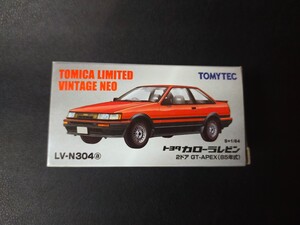 TOMICA LIMITED
VINTAGE NEO
TOMYTEC
S=1/64
LV-N304ⓐ
トヨタ カローラレビン
2ドア GT-APEX (85年式)